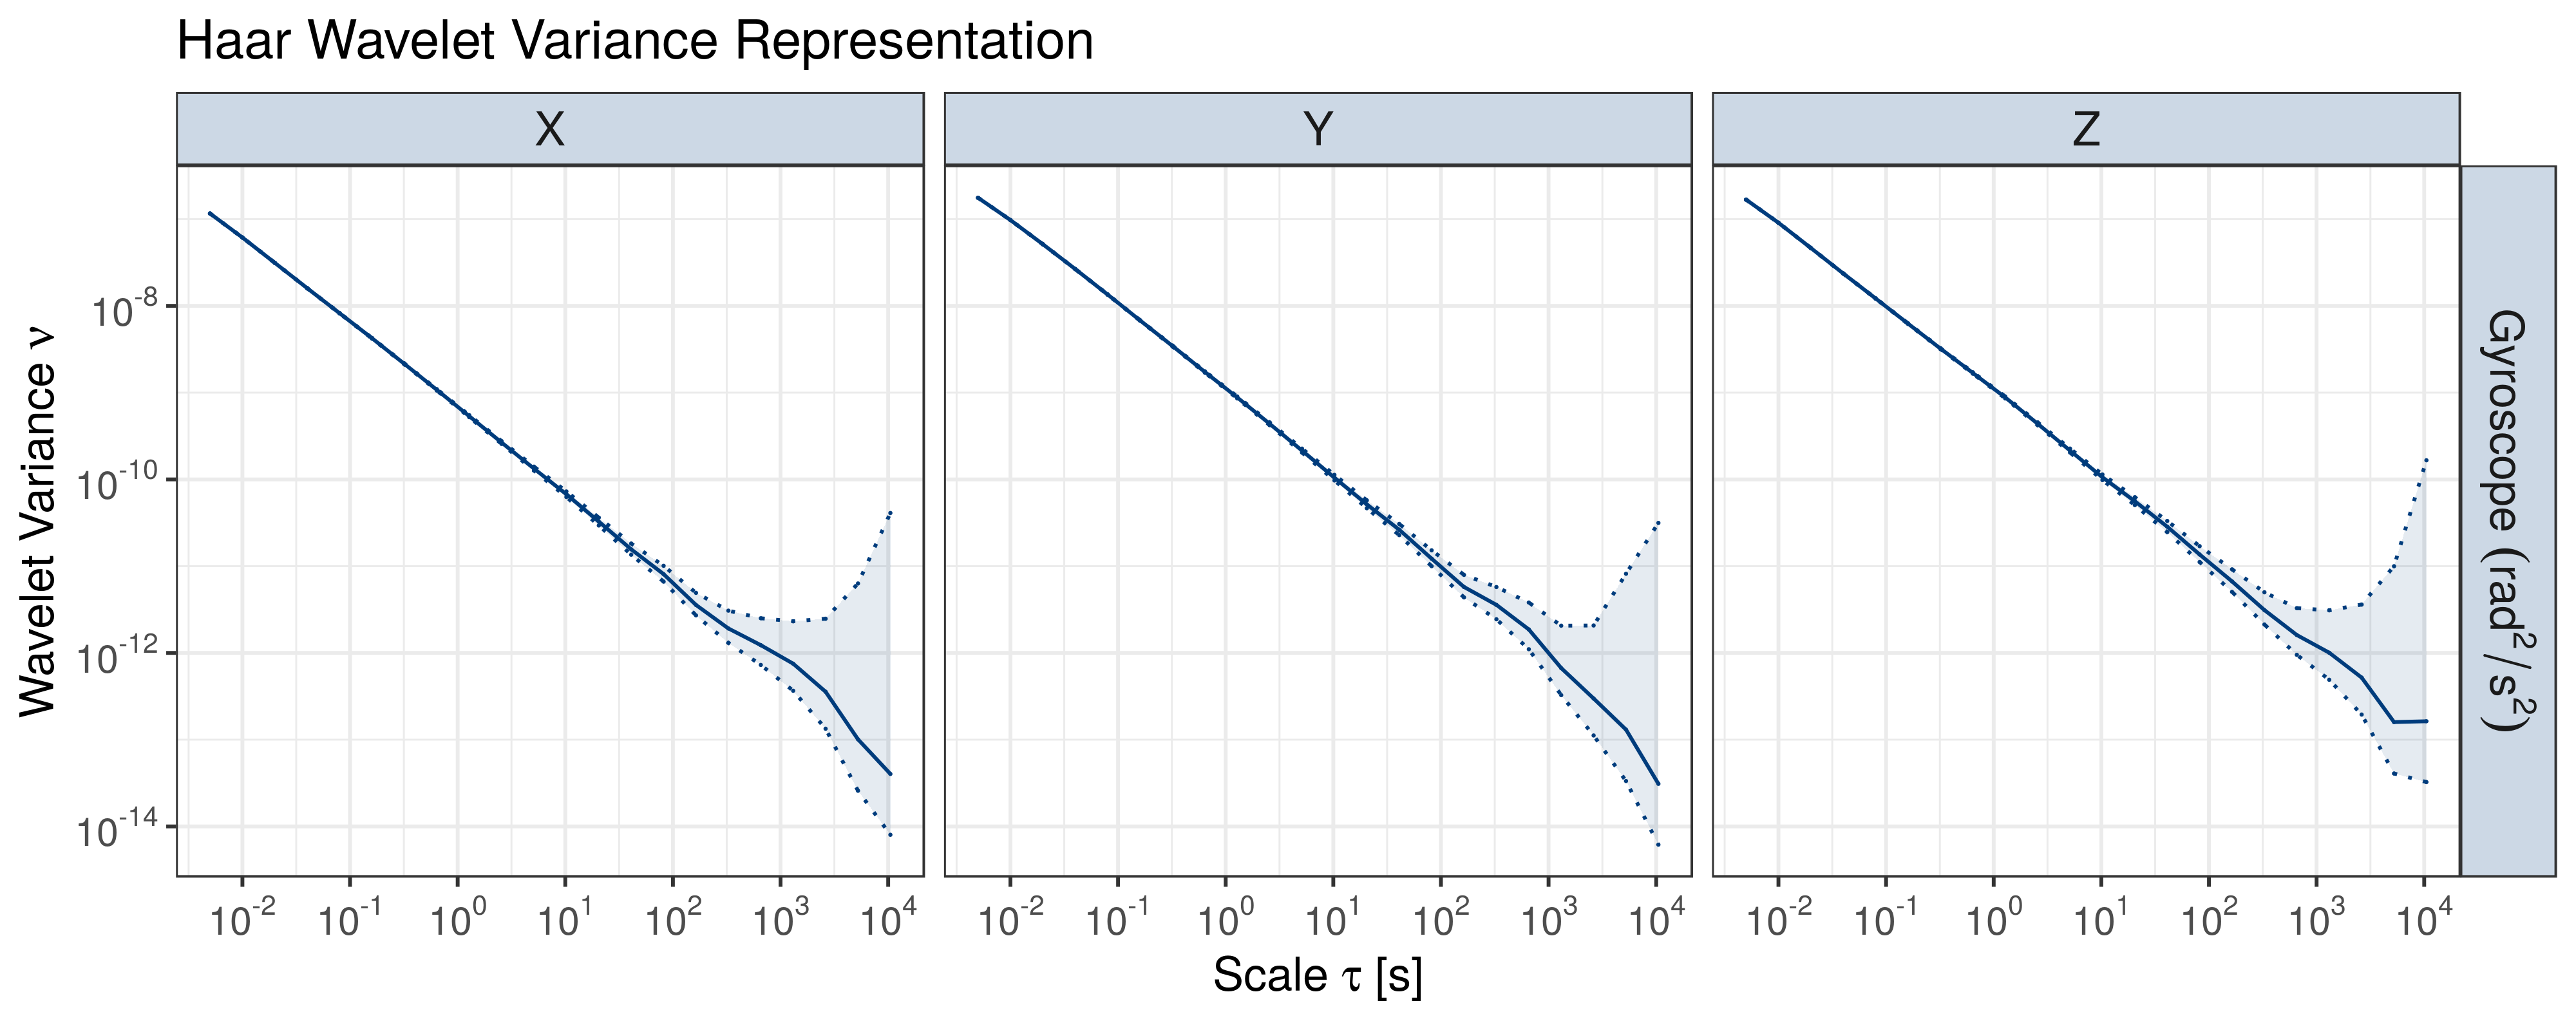 Haar Wavelet Variance Representation
X Y Z
Wavelet Variance ν
10^-8
10^-10
10^-12
10^-14
Gyroscope (rad^2/s^2)
10^-2 10^-1 10^0 10^1 10^2 10^3 10^4 10^-2 10^-1 10^0 10^1 10^2 10^3 10^4 10^-2 10^-1 10^0 10^1 10^2 10^3 10^4
Scale τ [s]